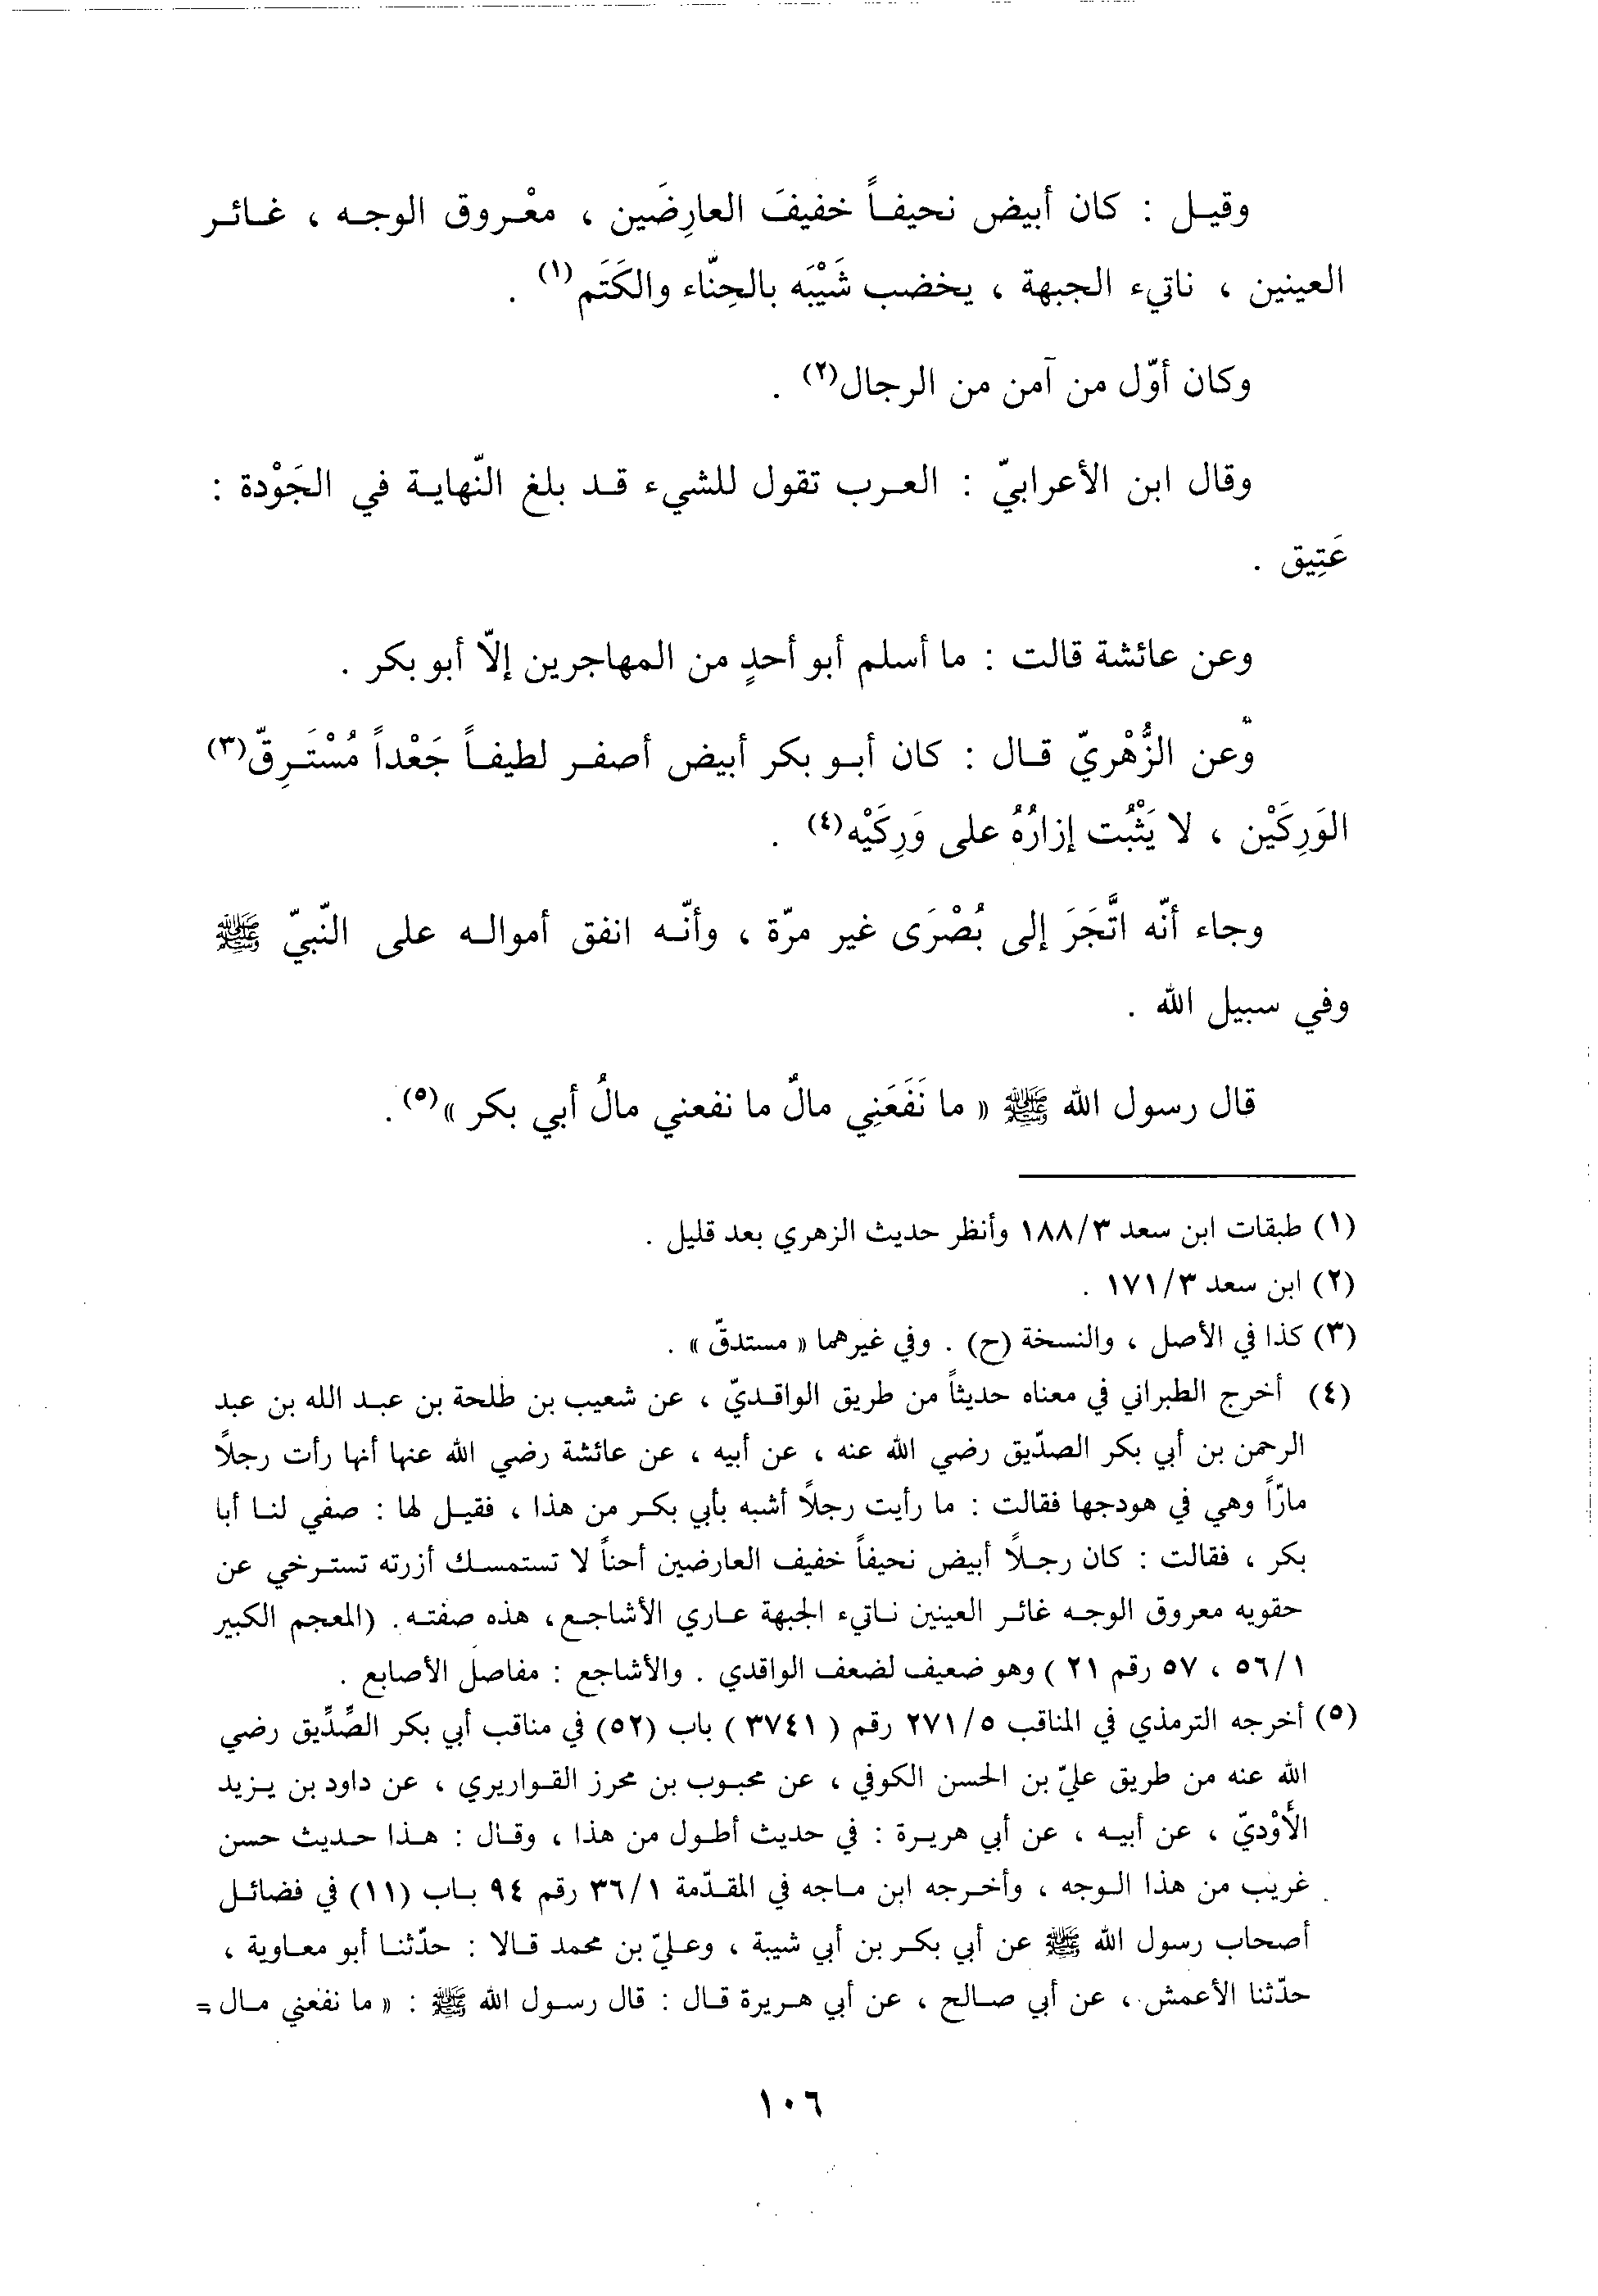 وقيل : كان أبيض نحيفاً خفيفَ العارِضَين ، معْروق الوجه ، غائر
العينين ، ناتيء الجبهة ، يخضب شَيْبَه بالحِنّاء والكَتَم(١) .
وكان أوّل من آمن من الرجال(٢) .
وقال ابن الأعرابيّ : العرب تقول للشيء قد بلغ النّهاية في الجَوْدة :
عَتِيق .
وعن عائشة قالت : ما أسلم أبو أحدٍ من المهاجرين إلّا أبو بكر .
وعن الزُّهْريّ قال : كان أبو بكر أبيض أصفر لطيفاً جَعْداً مُسْتَرِقّ(٣)
الوَرِكَيْن ، لا يَثْبُت إزارُهُ على وَرِكَيْه(٤) .
وجاء أنّه اتَّجَرَ إلى بُصْرَى غير مرّة ، وأنّه انفق أمواله على النّبيّ ﷺ
وفي سبيل الله .
قال رسول الله ﷺ « ما نَفَعَنِي مالٌ ما نفعني مالُ أبي بكر »(٥) .
(١) طبقات ابن سعد ١٨٨/٣ وأنظر حديث الزهري بعد قليل .
(٢) ابن سعد ١٧١/٣ .
(٣) كذا في الأصل ، والنسخة (ح) . وفي غيرهما « مستدقّ » .
(٤) أخرج الطبراني في معناه حديثاً من طريق الواقديّ ، عن شعيب بن طلحة بن عبد الله بن عبد
الرحمن بن أبي بكر الصدّيق رضي الله عنه ، عن أبيه ، عن عائشة رضي الله عنها أنها رأت رجلًا
مارّاً وهي في هودجها فقالت : ما رأيت رجلًا أشبه بأبي بكر من هذا ، فقيل لها : صفي لنا أبا
بكر ، فقالت : كان رجلًا أبيض نحيفاً خفيف العارضين أحناً لا تستمسك أزرته تسترخي عن
حقويه معروق الوجه غائر العينين ناتيء الجبهة عاري الأشاجع، هذه صفته. (المعجم الكبير
٥٦/١ ، ٥٧ رقم ٢١ ) وهو ضعيف لضعف الواقدي . والأشاجع : مفاصل الأصابع .
(٥) أخرجه الترمذي في المناقب ٢٧١/٥ رقم ( ٣٧٤١ ) باب (٥٢) في مناقب أبي بكر الصِّدِّيق رضي
الله عنه من طريق عليّ بن الحسن الكوفي ، عن محبوب بن محرز القواريري ، عن داود بن يزيد
الأَوْديّ ، عن أبيه ، عن أبي هريرة : في حديث أطول من هذا ، وقال : هذا حديث حسن
غريب من هذا الوجه ، وأخرجه ابن ماجه في المقدّمة ٣٦/١ رقم ٩٤ باب (١١) في فضائل
أصحاب رسول الله ﷺ عن أبي بكر بن أبي شيبة ، وعليّ بن محمد قالا : حدّثنا أبو معاوية ،
حدّثنا الأعمش ، عن أبي صالح ، عن أبي هريرة قال : قال رسول الله ﷺ : « ما نفعني مال =
١٠٦